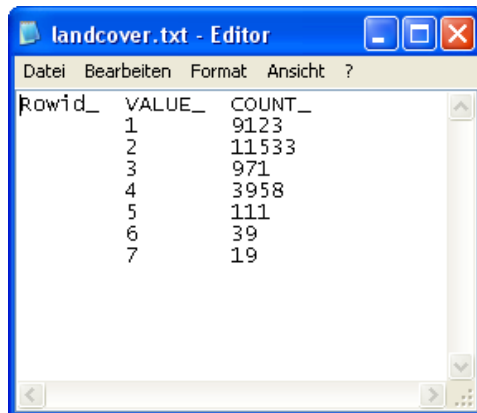 landcover.txt - Editor
Datei Bearbeiten Format Ansicht ?
Rowid_ VALUE_ COUNT_
1 9123
2 11533
3 971
4 3958
5 111
6 39
7 19